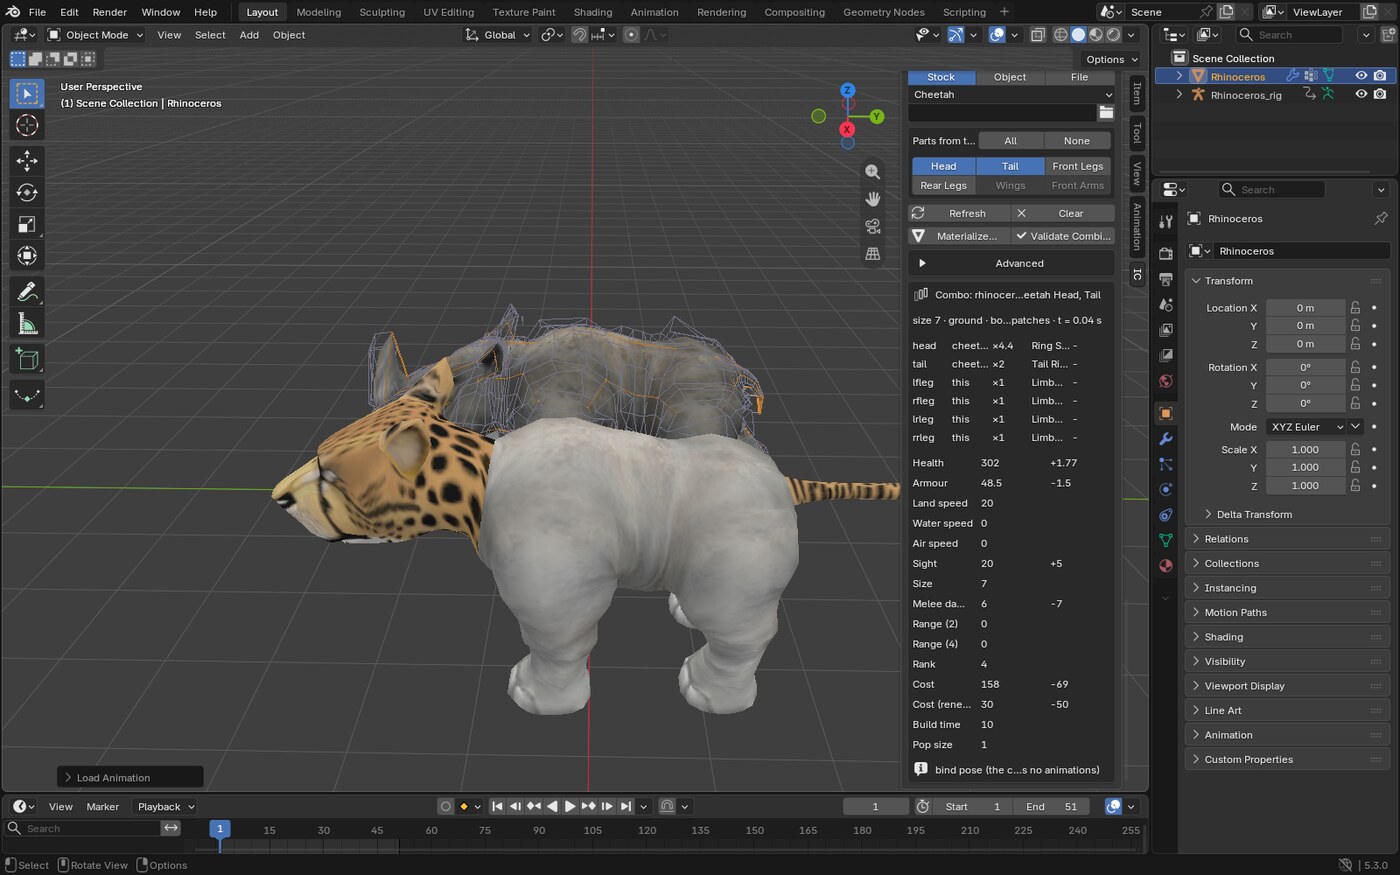 File Edit Render Window Help Layout Modeling Sculpting UV Editing Texture Paint Shading Animation Rendering Compositing Geometry Nodes Scripting + Scene ViewLayer
Object Mode View Select Add Object Global Search
Options
User Perspective
(1) Scene Collection | Rhinoceros
Z
Y
X
Stock Object File
Cheetah
Parts from t... All None
Head Tail Front Legs
Rear Legs Wings Front Arms
Refresh Clear
Materialize... Validate Combi...
Advanced
Combo: rhinocer...eetah Head, Tail
size 7 · ground · bo...patches · t = 0.04 s
head cheet... ×4.4 Ring S... -
tail cheet... ×2 Tail Ri... -
lfleg this ×1 Limb... -
rfleg this ×1 Limb... -
lrleg this ×1 Limb... -
rrleg this ×1 Limb... -
Health 302 +1.77
Armour 48.5 -1.5
Land speed 20
Water speed 0
Air speed 0
Sight 20 +5
Size 7
Melee da... 6 -7
Range (2) 0
Range (4) 0
Rank 4
Cost 158 -69
Cost (rene... 30 -50
Build time 10
Pop size 1
bind pose (the c...s no animations)
Item
Tool
View
Animation
IC
Scene Collection
Rhinoceros
Rhinoceros_rig
Search
Rhinoceros
Rhinoceros
Transform
Location X 0 m
Y 0 m
Z 0 m
Rotation X 0°
Y 0°
Z 0°
Mode XYZ Euler
Scale X 1.000
Y 1.000
Z 1.000
Delta Transform
Relations
Collections
Instancing
Motion Paths
Shading
Visibility
Viewport Display
Line Art
Animation
Custom Properties
Load Animation
View Marker Playback 1 Start 1 End 51
Search 1 15 30 45 60 75 90 105 120 135 150 165 180 195 210 225 240 255
Select Rotate View Options 5.3.0